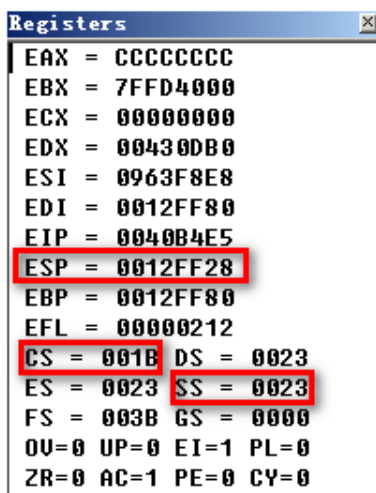 Registers
EAX = CCCCCCCC
EBX = 7FFD4000
ECX = 00000000
EDX = 00430DB0
ESI = 0963F8E8
EDI = 0012FF80
EIP = 0040B4E5
ESP = 0012FF28
EBP = 0012FF80
EFL = 00000212
CS = 001B DS = 0023
ES = 0023 SS = 0023
FS = 003B GS = 0000
OV=0 UP=0 EI=1 PL=0
ZR=0 AC=1 PE=0 CY=0